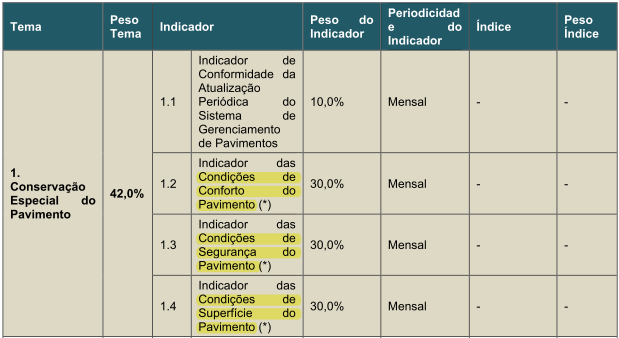 Tema
Peso
Tema
Indicador
Peso do
Indicador
Periodicidad
e do
Indicador
Índice
Peso
Índice
1.
Conservação
Especial do
Pavimento
42,0%
1.1
Indicador de
Conformidade da
Atualização
Periódica do
Sistema de
Gerenciamento
de Pavimentos
10,0%
Mensal
-
-
1.2
Indicador das
Condições de
Conforto do
Pavimento (*)
30,0%
Mensal
-
-
1.3
Indicador das
Condições de
Segurança do
Pavimento (*)
30,0%
Mensal
-
-
1.4
Indicador das
Condições de
Superfície do
Pavimento (*)
30,0%
Mensal
-
-